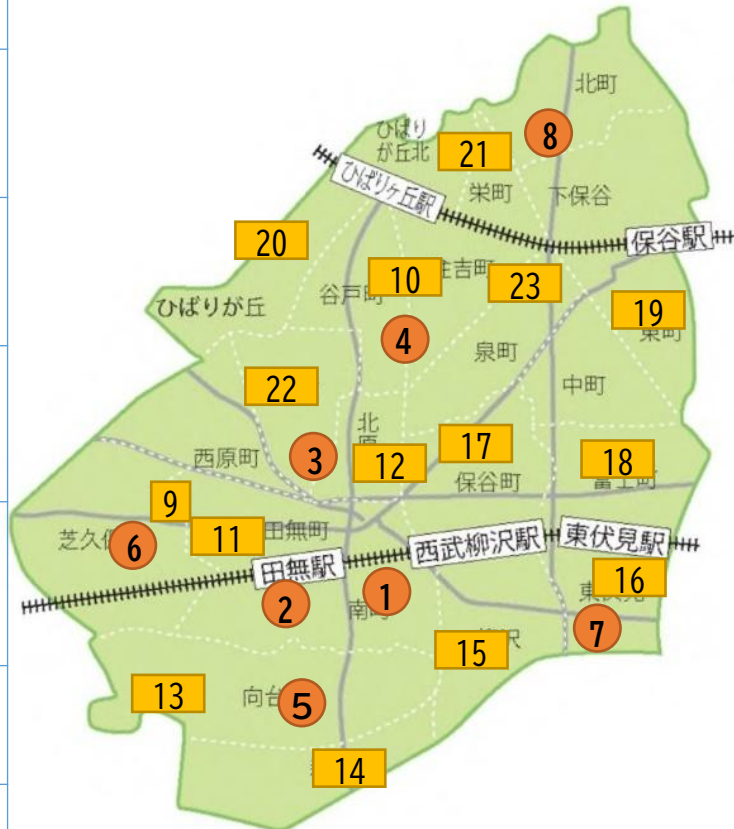 北町
8
ひばり
が丘北
21
ひばりヶ丘駅
栄町
下保谷
保谷駅
20
10
住吉町
23
谷戸町
ひばりが丘
19
4
泉町
中町
22
北
3
西原町
12
17
保谷町
18
9
芝久保
6
11
田無町
田無駅
西武柳沢駅
東伏見駅
16
2
南町
1
7
15
沢
13
向台
5
14